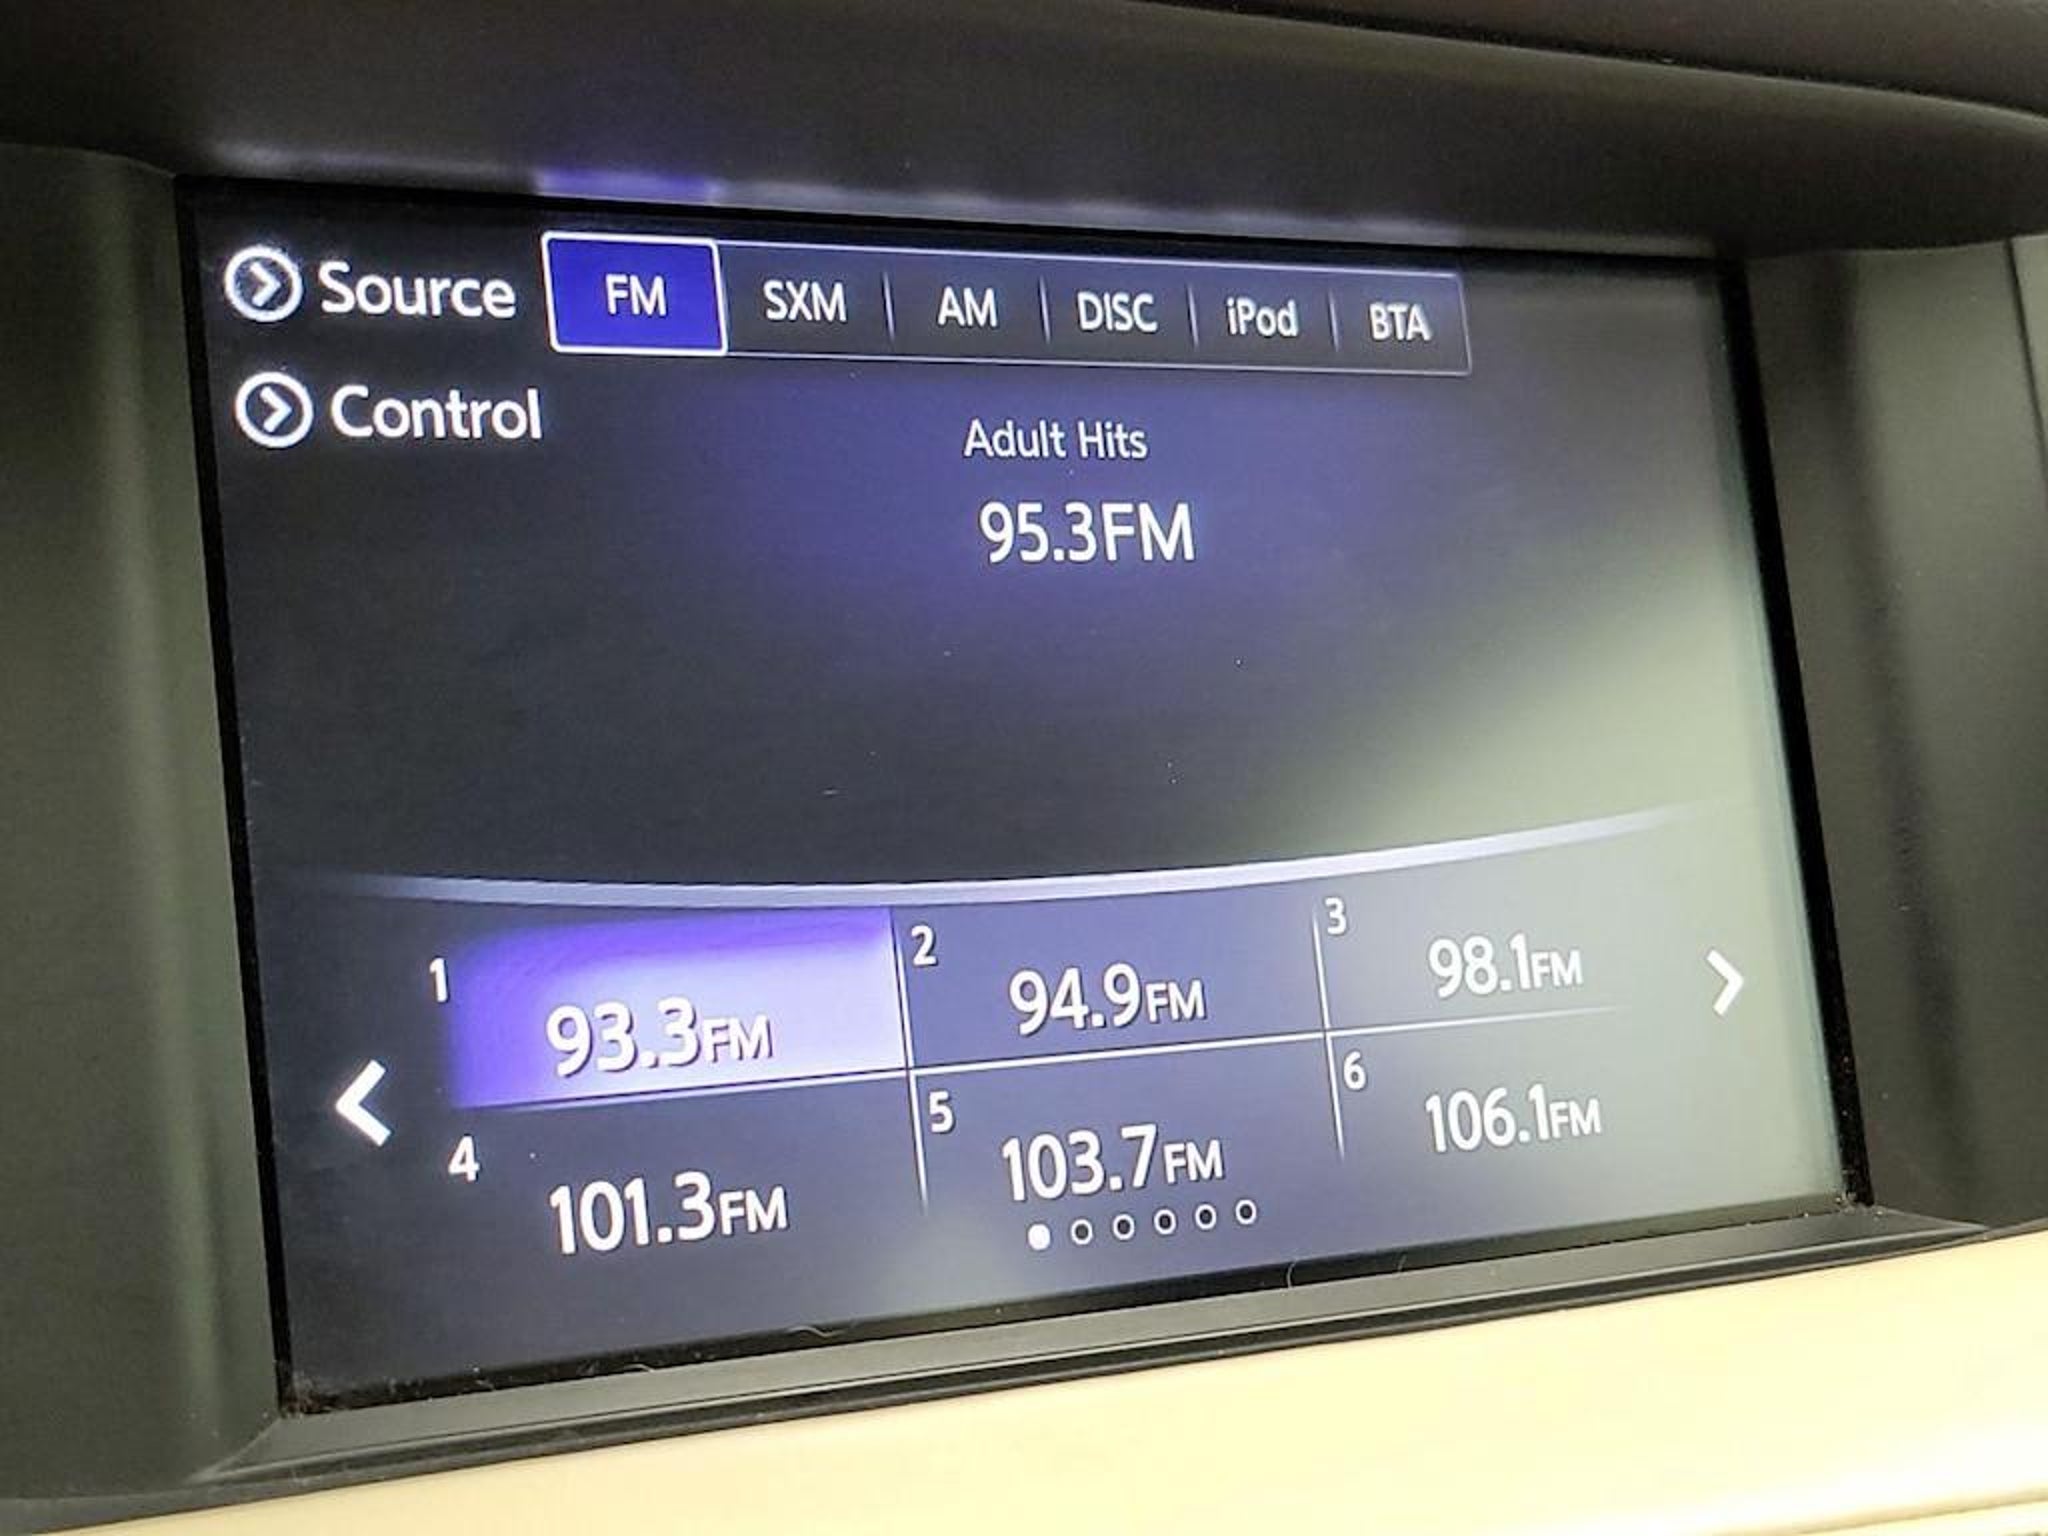 Source FM SXM AM DISC iPod BTA
Control
Adult Hits
95.3FM
1 93.3FM 2 94.9FM 3 98.1FM
4 101.3FM 5 103.7FM 6 106.1FM